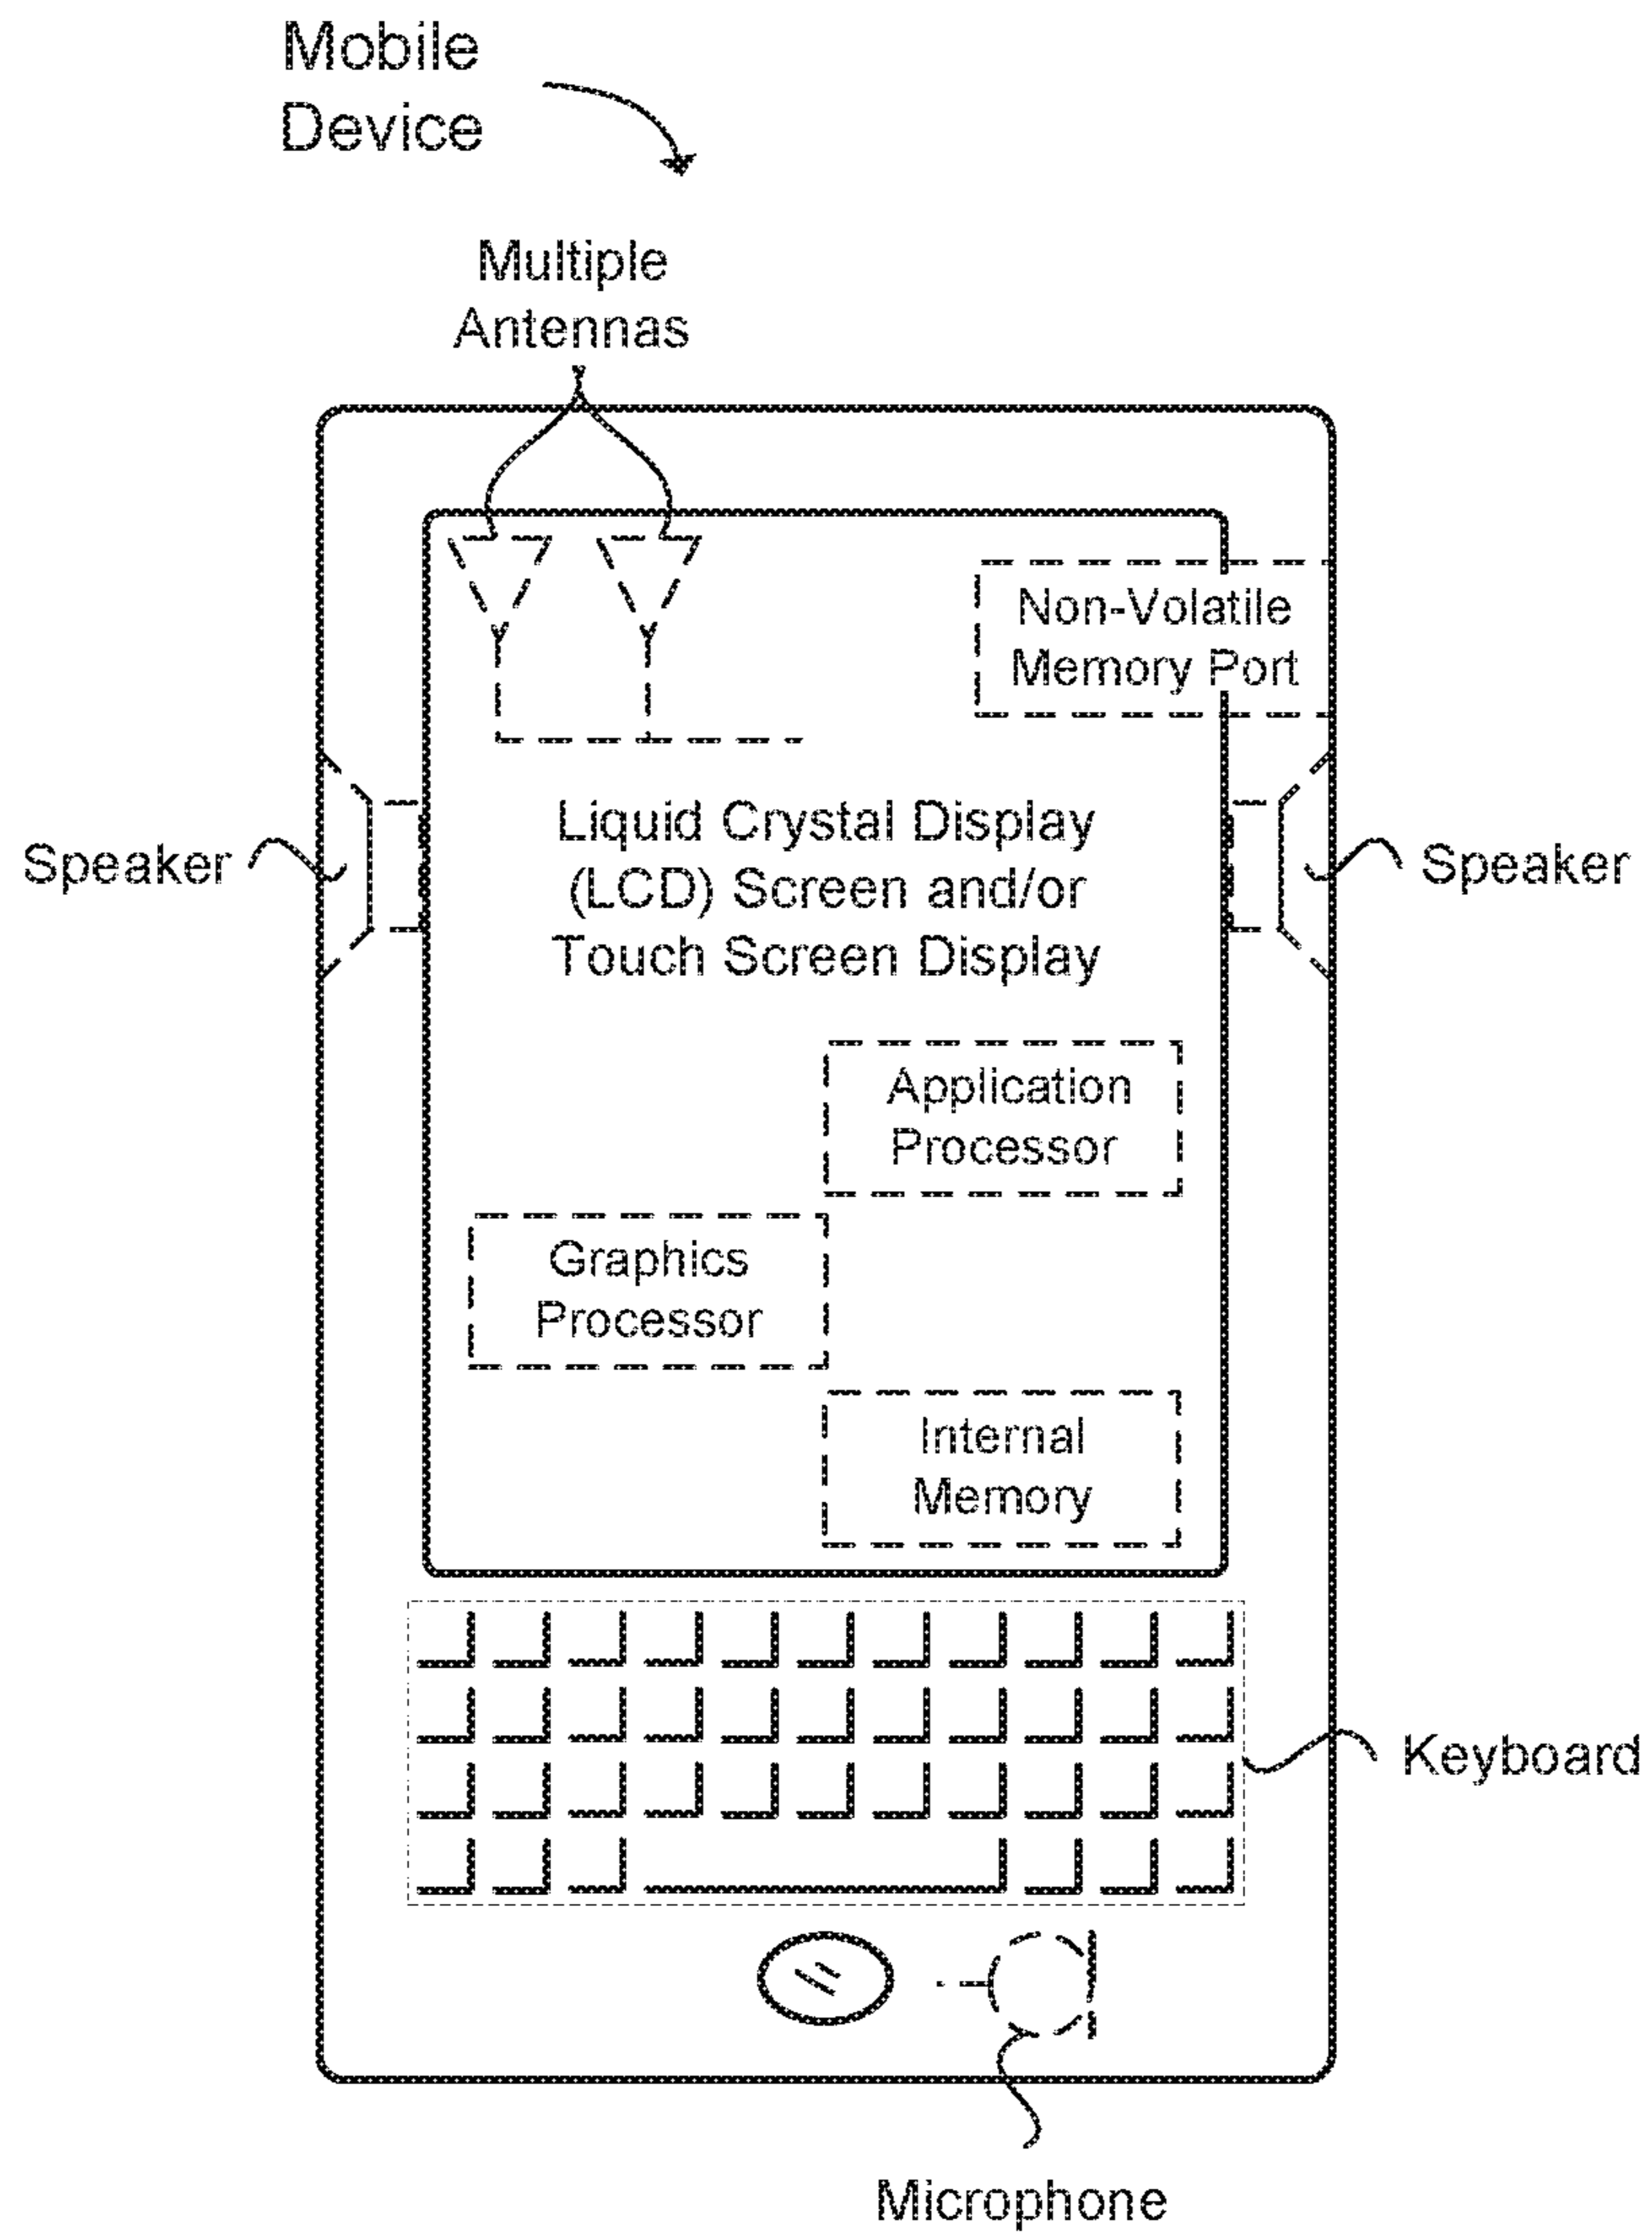 Mobile
Device
Multiple
Antennas
Non-Volatile
Memory Port
Speaker
Liquid Crystal Display
(LCD) Screen and/or
Touch Screen Display
Speaker
Application
Processor
Graphics
Processor
Internal
Memory
Keyboard
Microphone